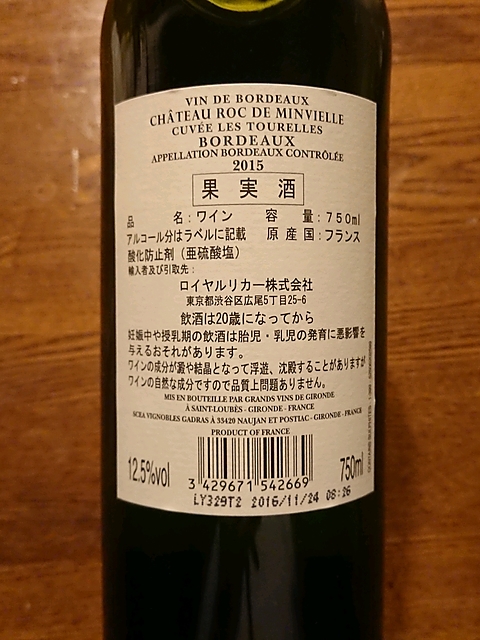 VIN DE BORDEAUX
CHÂTEAU ROC DE MINVIELLE
CUVÉE LES TOURELLES
BORDEAUX
APPELLATION BORDEAUX CONTRÔLÉE
2015
果実酒
品 名：ワイン 容 量：750ml
アルコール分はラベルに記載 原産国：フランス
酸化防止剤（亜硫酸塩）
輸入者及び引取先：
ロイヤルリカー株式会社
東京都渋谷区広尾5丁目25-6
飲酒は20歳になってから
妊娠中や授乳期の飲酒は胎児・乳児の発育に悪影響を
与えるおそれがあります。
ワインの成分が澱や結晶となって浮遊、沈殿することがありますが
ワインの自然な成分ですので品質上問題ありません。
MIS EN BOUTEILLE PAR GRANDS VINS DE GIRONDE
À SAINT-LOUBÈS - GIRONDE - FRANCE
SCEA VIGNOBLES GADRAS À 33420 NAUJAN ET POSTIAC - GIRONDE - FRANCE
PRODUCT OF FRANCE
12.5%vol
750ml
3 429671 542669
LY329T2 2016/11/24 08:26